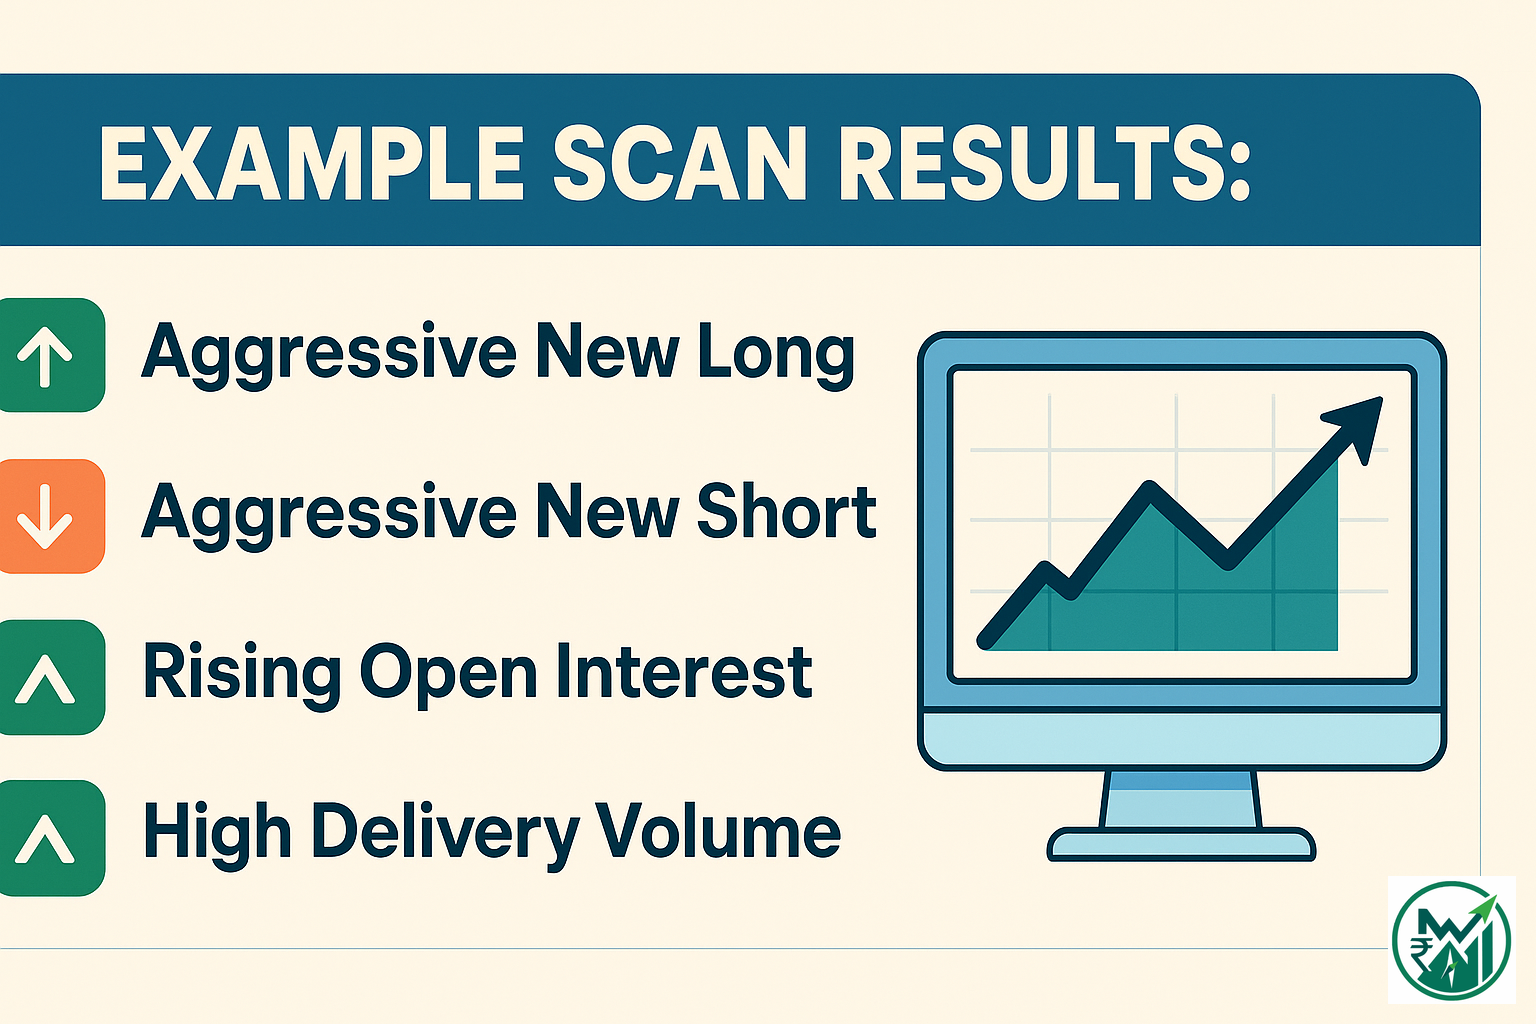 EXAMPLE SCAN RESULTS:
Aggressive New Long
Aggressive New Short
Rising Open Interest
High Delivery Volume